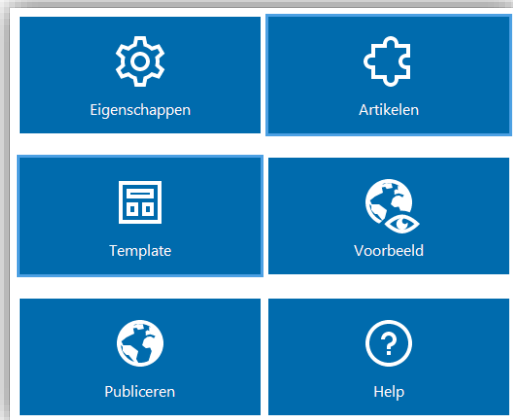 Eigenschappen
Artikelen
Template
Voorbeeld
Publiceren
Help